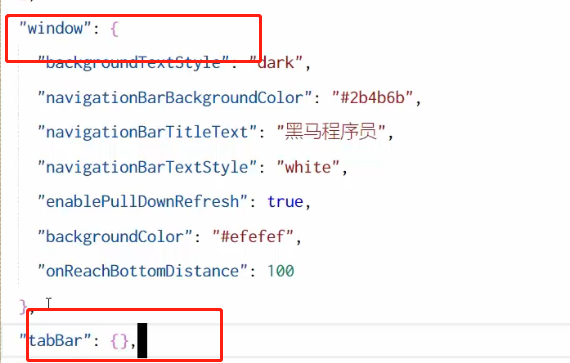 "window": {
"backgroundTextStyle": "dark",
"navigationBarBackgroundColor": "#2b4b6b",
"navigationBarTitleText": "黑马程序员",
"navigationBarTextStyle": "white",
"enablePullDownRefresh": true,
"backgroundColor": "#efefef",
"onReachBottomDistance": 100
},
"tabBar": {},